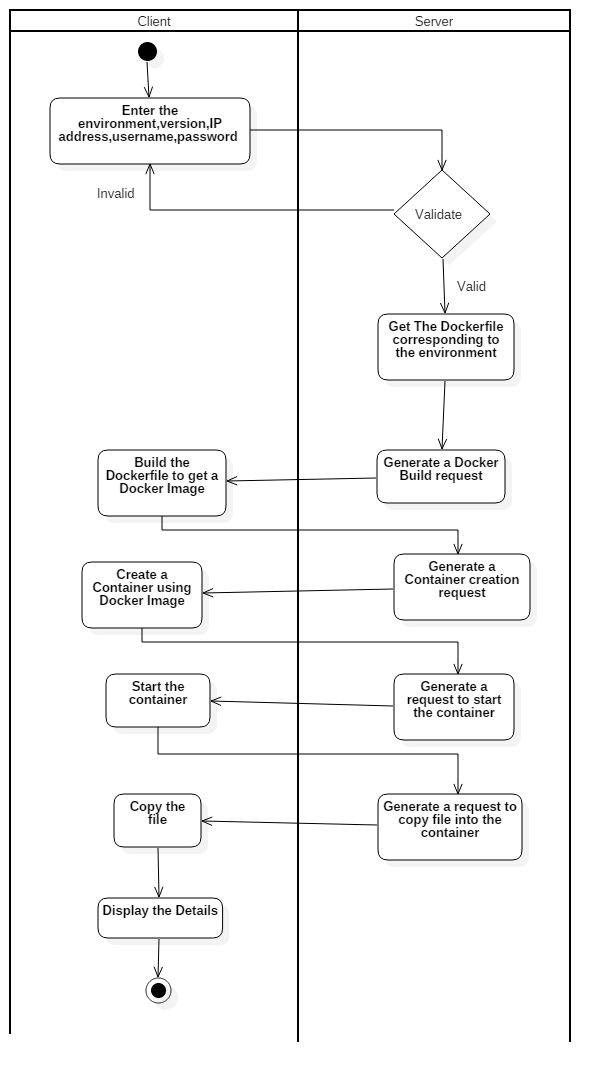 Client
Server
Enter the
environment,version,IP
address,username,password
Invalid
Validate
Valid
Get The Dockerfile
corresponding to
the environment
Generate a Docker
Build request
Build the
Dockerfile to get a
Docker Image
Generate a
Container creation
request
Create a
Container using
Docker Image
Generate a
request to start
the container
Start the
container
Generate a request to
copy file into the
container
Copy the
file
Display the Details